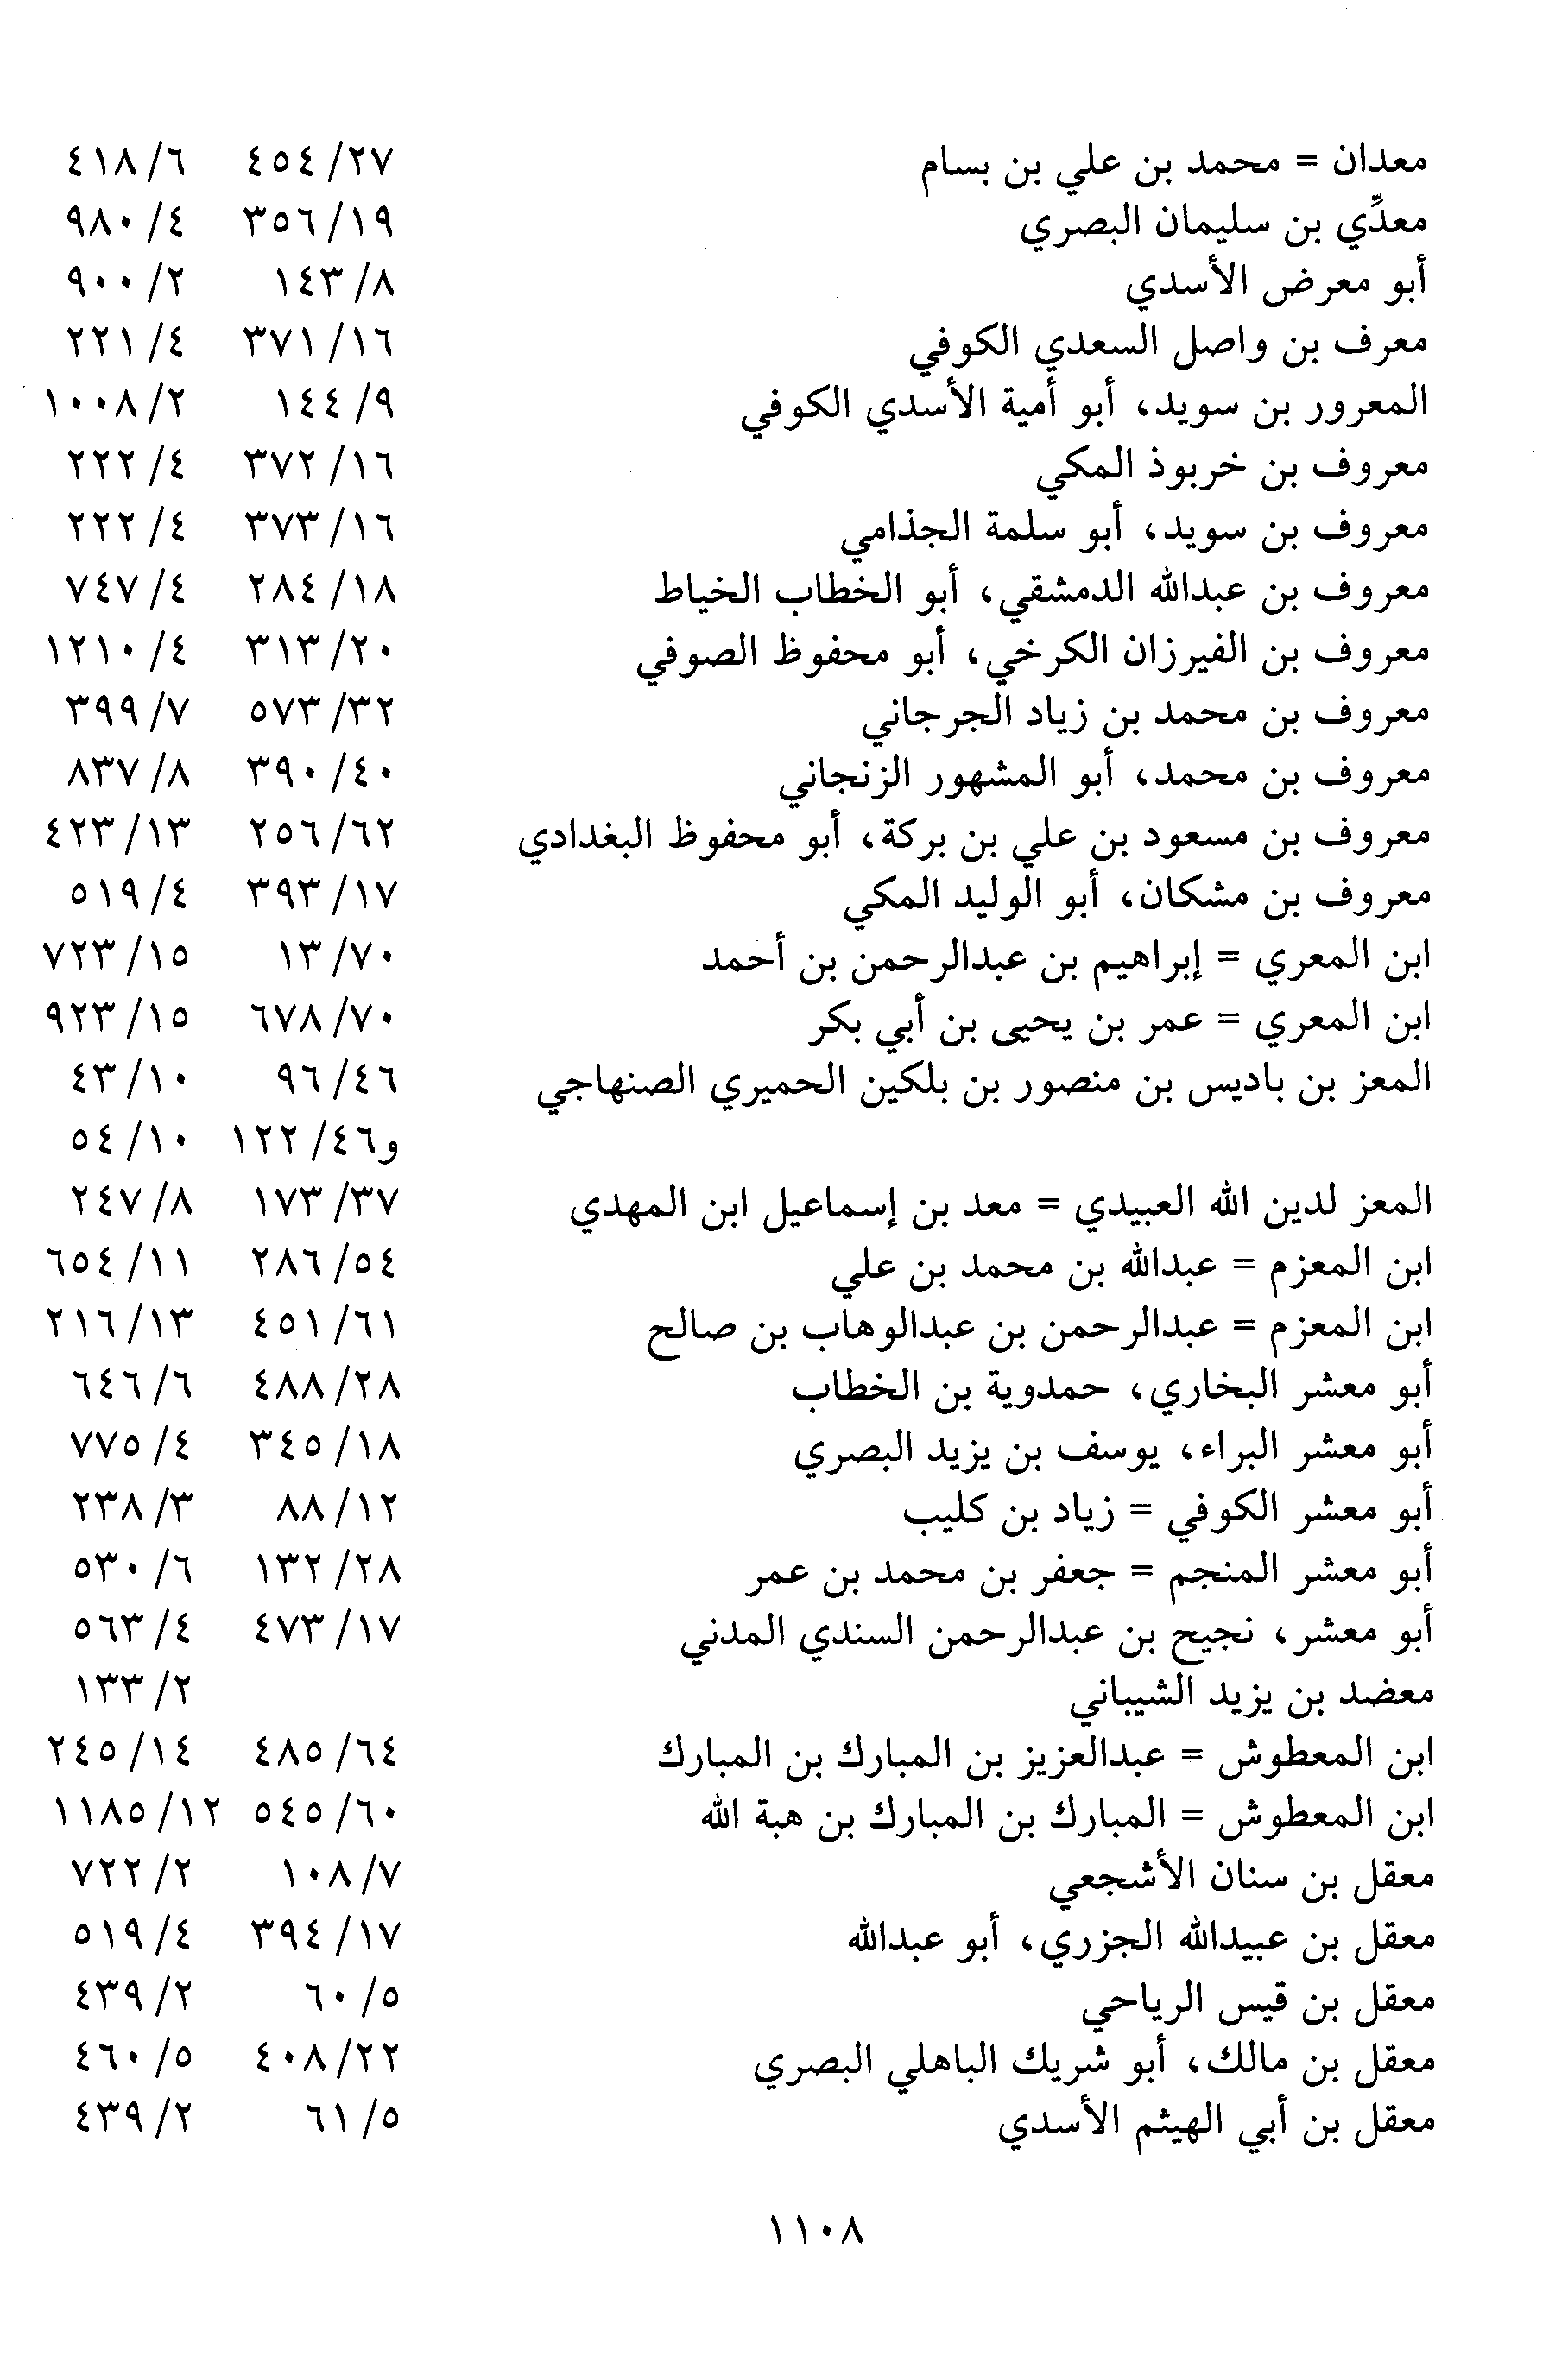 معدان = محمد بن علي بن بسام ٢٧/ ٤٥٤ ٦/ ٤١٨
معدِّي بن سليمان البصري ١٩/ ٣٥٦ ٤/ ٩٨٠
أبو معرض الأسدي ٨/ ١٤٣ ٢/ ٩٠٠
معرف بن واصل السعدي الكوفي ١٦/ ٣٧١ ٤/ ٢٢١
المعرور بن سويد، أبو أمية الأسدي الكوفي ٩/ ١٤٤ ٢/ ١٠٠٨
معروف بن خربوذ المكي ١٦/ ٣٧٢ ٤/ ٢٢٢
معروف بن سويد، أبو سلمة الجذامي ١٦/ ٣٧٣ ٤/ ٢٢٢
معروف بن عبدالله الدمشقي، أبو الخطاب الخياط ١٨/ ٢٨٤ ٤/ ٧٤٧
معروف بن الفيرزان الكرخي، أبو محفوظ الصوفي ٢٠/ ٣١٣ ٤/ ١٢١٠
معروف بن محمد بن زياد الجرجاني ٣٢/ ٥٧٣ ٧/ ٣٩٩
معروف بن محمد، أبو المشهور الزنجاني ٤٠/ ٣٩٠ ٨/ ٨٣٧
معروف بن مسعود بن علي بن بركة، أبو محفوظ البغدادي ٦٢/ ٢٥٦ ١٣/ ٤٢٣
معروف بن مشكان، أبو الوليد المكي ١٧/ ٣٩٣ ٤/ ٥١٩
ابن المعري = إبراهيم بن عبدالرحمن بن أحمد ٧٠/ ١٣ ١٥/ ٧٢٣
ابن المعري = عمر بن يحيى بن أبي بكر ٧٠/ ٦٧٨ ١٥/ ٩٢٣
المعز بن باديس بن منصور بن بلكين الحميري الصنهاجي ٤٦/ ٩٦ ١٠/ ٤٣
و٤٦/ ١٢٢ ١٠/ ٥٤
المعز لدين الله العبيدي = معد بن إسماعيل ابن المهدي ٣٧/ ١٧٣ ٨/ ٢٤٧
ابن المعزم = عبدالله بن محمد بن علي ٥٤/ ٢٨٦ ١١/ ٦٥٤
ابن المعزم = عبدالرحمن بن عبدالوهاب بن صالح ٦١/ ٤٥١ ١٣/ ٢١٦
أبو معشر البخاري، حمدوية بن الخطاب ٢٨/ ٤٨٨ ٦/ ٦٤٦
أبو معشر البراء، يوسف بن يزيد البصري ١٨/ ٣٤٥ ٤/ ٧٧٥
أبو معشر الكوفي = زياد بن كليب ١٢/ ٨٨ ٣/ ٢٣٨
أبو معشر المنجم = جعفر بن محمد بن عمر ٢٨/ ١٣٢ ٦/ ٥٣٠
أبو معشر، نجيح بن عبدالرحمن السندي المدني ١٧/ ٤٧٣ ٤/ ٥٦٣
معضد بن يزيد الشيباني ٢/ ١٣٣
ابن المعطوش = عبدالعزيز بن المبارك بن المبارك ٦٤/ ٤٨٥ ١٤/ ٢٤٥
ابن المعطوش = المبارك بن المبارك بن هبة الله ٦٠/ ٥٤٥ ١٢/ ١١٨٥
معقل بن سنان الأشجعي ٧/ ١٠٨ ٢/ ٧٢٢
معقل بن عبيدالله الجزري، أبو عبدالله ١٧/ ٣٩٤ ٤/ ٥١٩
معقل بن قيس الرياحي ٥/ ٦٠ ٢/ ٤٣٩
معقل بن مالك، أبو شريك الباهلي البصري ٢٢/ ٤٠٨ ٥/ ٤٦٠
معقل بن أبي الهيثم الأسدي ٥/ ٦١ ٢/ ٤٣٩
١١٠٨